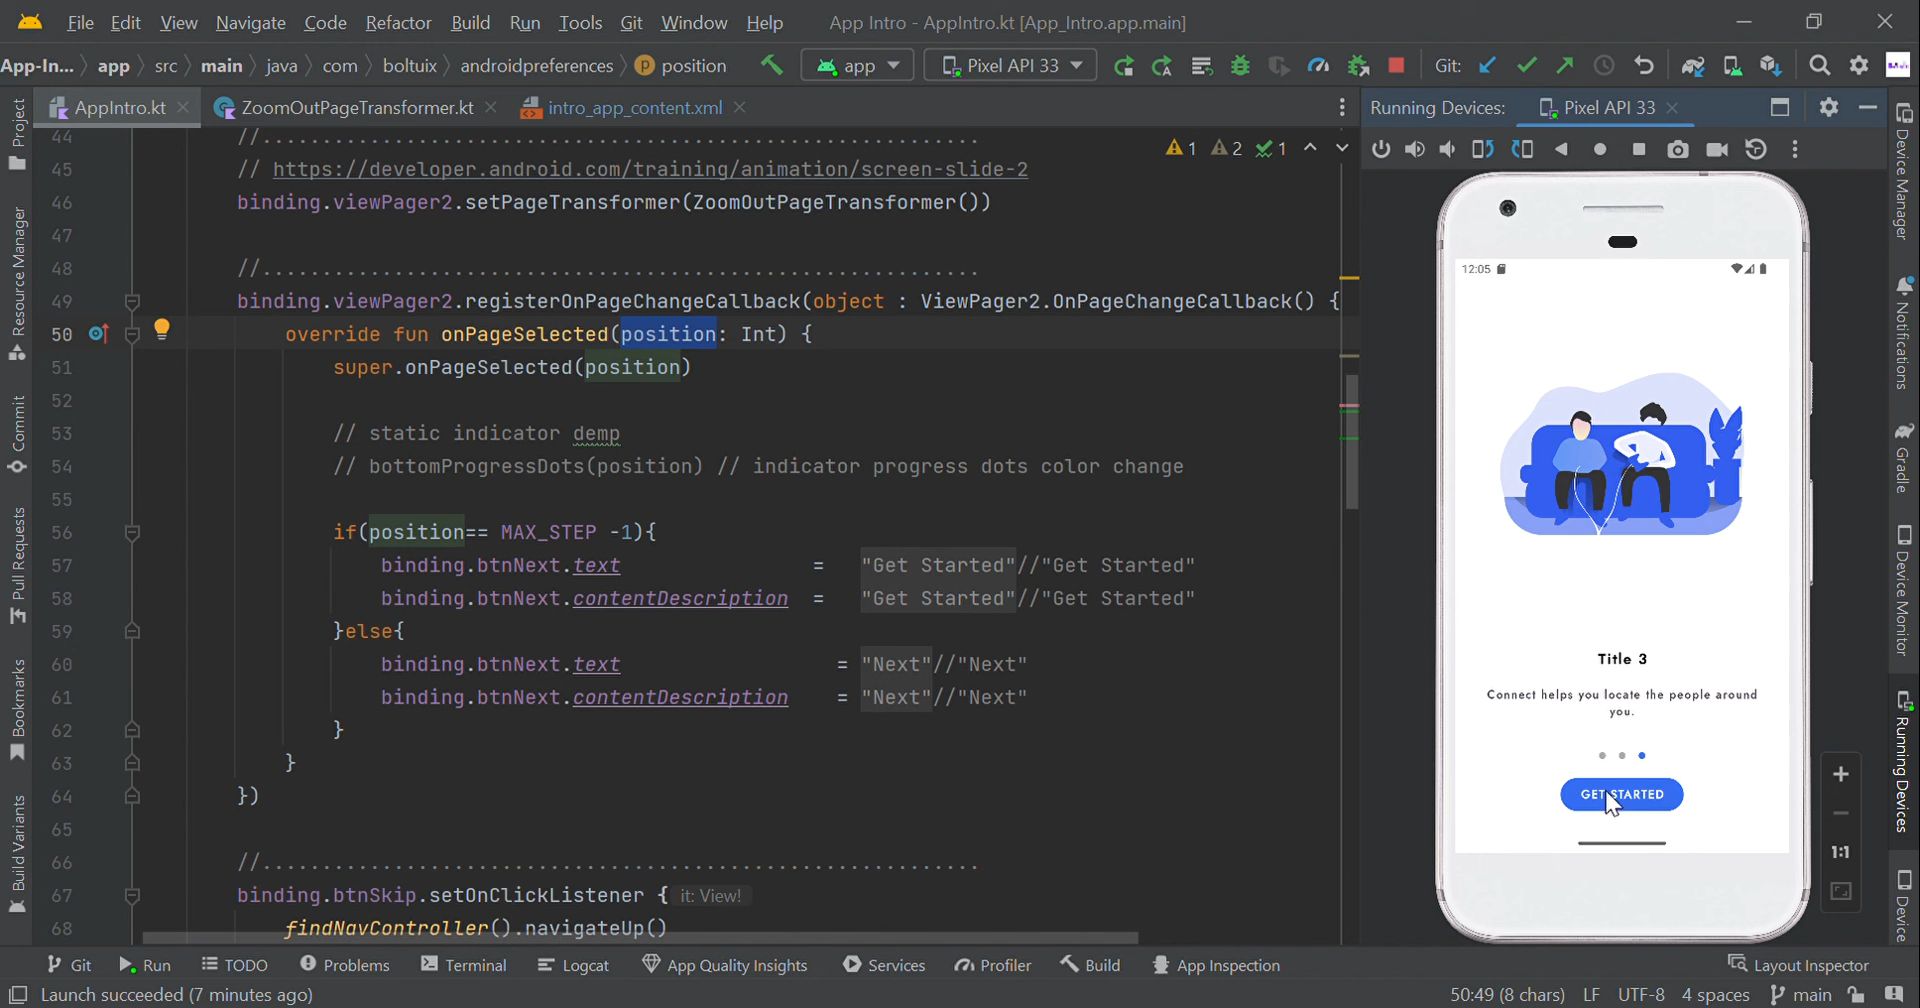 File Edit View Navigate Code Refactor Build Run Tools Git Window Help App Intro - AppIntro.kt [App_Intro.app.main]
App-In... app src main java com boltuix androidpreferences position app Pixel API 33 Git:
AppIntro.kt ZoomOutPageTransformer.kt intro_app_content.xml Running Devices: Pixel API 33
44 //............................................................
1 2 1
45 // https://developer.android.com/training/animation/screen-slide-2
46 binding.viewPager2.setPageTransformer(ZoomOutPageTransformer())
47
48 //............................................................
49 binding.viewPager2.registerOnPageChangeCallback(object : ViewPager2.OnPageChangeCallback() {
50 override fun onPageSelected(position: Int) {
51 super.onPageSelected(position)
52
53 // static indicator demp
54 // bottomProgressDots(position) // indicator progress dots color change
55
56 if(position== MAX_STEP -1){
57 binding.btnNext.text = "Get Started"//"Get Started"
58 binding.btnNext.contentDescription = "Get Started"//"Get Started"
59 }else{
60 binding.btnNext.text = "Next"//"Next"
61 binding.btnNext.contentDescription = "Next"//"Next"
62 }
63 }
64 })
65
66 //............................................................
67 binding.btnSkip.setOnClickListener { it: View!
68 findNavController().navigateUp()
12:05
Title 3
Connect helps you locate the people around
you.
GET STARTED
1:1
Project
Resource Manager
Commit
Pull Requests
Bookmarks
Build Variants
Device Manager
Notifications
Gradle
Device Monitor
Running Devices
Device
Git Run TODO Problems Terminal Logcat App Quality Insights Services Profiler Build App Inspection Layout Inspector
Launch succeeded (7 minutes ago) 50:49 (8 chars) LF UTF-8 4 spaces main